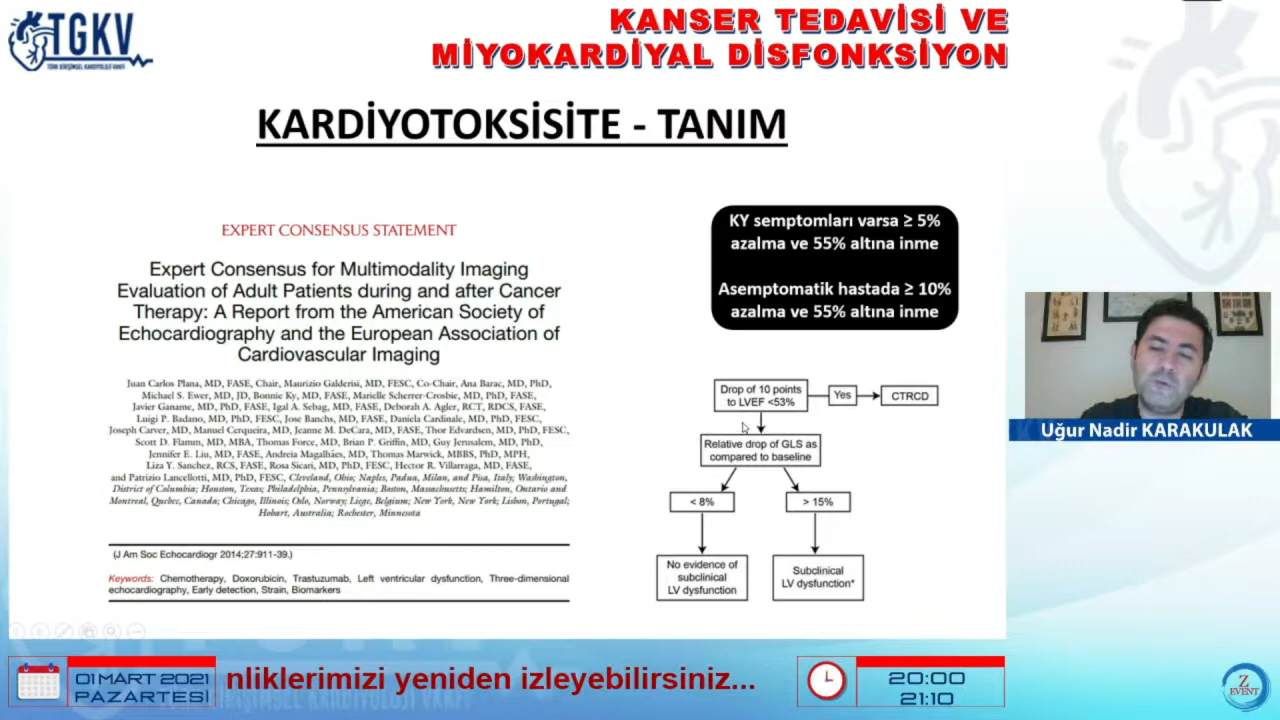 TGKV
TÜRK GİRİŞİMSEL KARDİYOLOJİ VAKFI
KANSER TEDAVİSİ VE
MİYOKARDİYAL DİSFONKSİYON
KARDİYOTOKSİSİTE - TANIM
EXPERT CONSENSUS STATEMENT
Expert Consensus for Multimodality Imaging
Evaluation of Adult Patients during and after Cancer
Therapy: A Report from the American Society of
Echocardiography and the European Association of
Cardiovascular Imaging
Juan Carlos Plana, MD, FASE, Chair, Maurizio Galderisi, MD, FESC, Co-Chair, Ana Barac, MD, PhD,
Michael S. Ewer, MD, JD, Bonnie Ky, MD, FASE, Marielle Scherrer-Crosbie, MD, PhD, FASE,
Javier Ganame, MD, PhD, FASE, Igal A. Sebag, MD, FASE, Deborah A. Agler, RCT, RDCS, FASE,
Luigi P. Badano, MD, PhD, FESC, Jose Banchs, MD, FASE, Daniela Cardinale, MD, PhD, FESC,
Joseph Carver, MD, Manuel Cerqueira, MD, Jeanne M. DeCara, MD, FASE, Thor Edvardsen, MD, PhD, FESC,
Scott D. Flamm, MD, MBA, Thomas Force, MD, Brian P. Griffin, MD, Guy Jerusalem, MD, PhD,
Jennifer E. Liu, MD, FASE, Andreia Magalhães, MD, Thomas Marwick, MBBS, PhD, MPH,
Liza Y. Sanchez, RCS, FASE, Rosa Sicari, MD, PhD, FESC, Hector R. Villarraga, MD, FASE,
and Patrizio Lancellotti, MD, PhD, FESC, Cleveland, Ohio; Naples, Padua, Milan, and Pisa, Italy; Washington,
District of Columbia; Houston, Texas; Philadelphia, Pennsylvania; Boston, Massachusetts; Hamilton, Ontario and
Montreal, Quebec, Canada; Chicago, Illinois; Oslo, Norway; Liege, Belgium; New York, New York; Lisbon, Portugal;
Hobart, Australia; Rochester, Minnesota
(J Am Soc Echocardiogr 2014;27:911-39.)
Keywords: Chemotherapy, Doxorubicin, Trastuzumab, Left ventricular dysfunction, Three-dimensional
echocardiography, Early detection, Strain, Biomarkers
KY semptomları varsa ≥ 5%
azalma ve 55% altına inme
Asemptomatik hastada ≥ 10%
azalma ve 55% altına inme
Drop of 10 points
to LVEF <53%
Yes
CTRCD
Relative drop of GLS as
compared to baseline
< 8%
> 15%
No evidence of
subclinical
LV dysfunction
Subclinical
LV dysfunction*
Uğur Nadir KARAKULAK
01 MART 2021
PAZARTESİ
nliklerimizi yeniden izleyebilirsiniz...
20:00
21:10
Z
EVENT